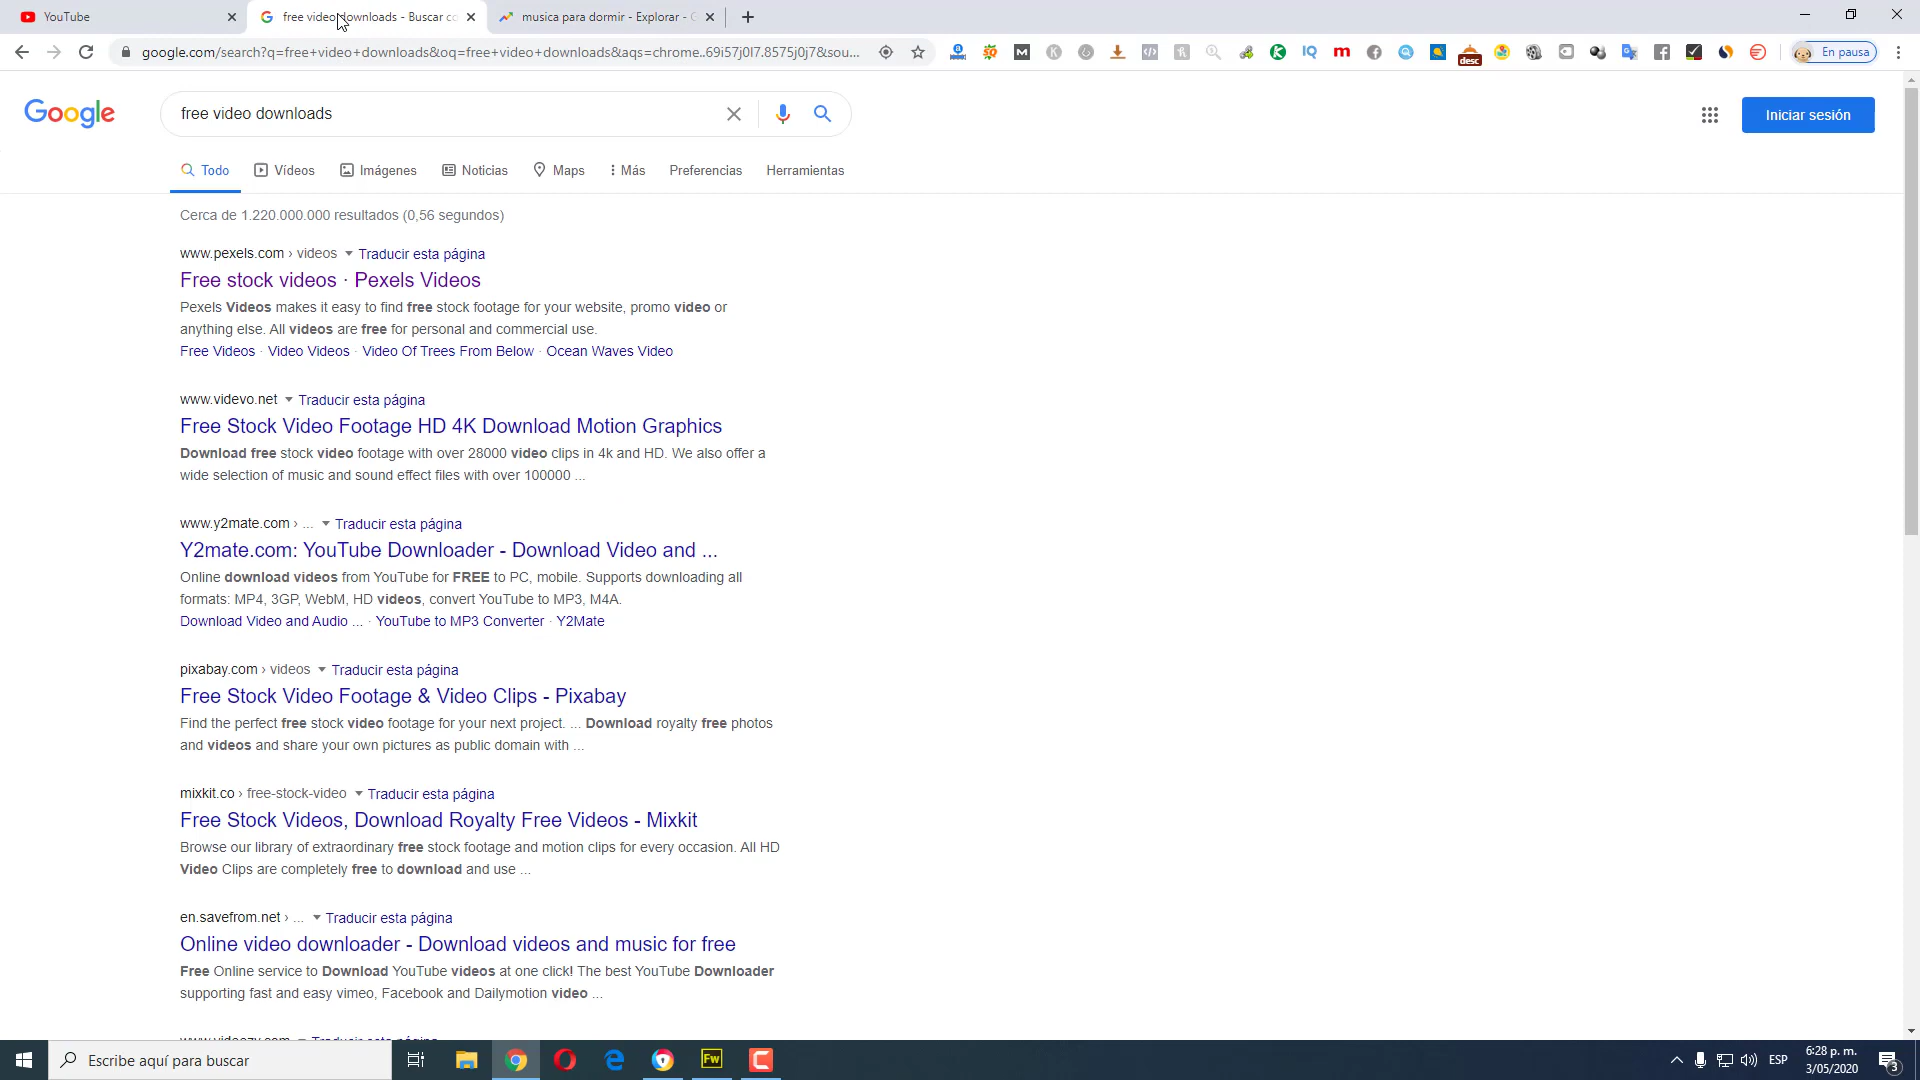 YouTube
free video downloads - Buscar co
musica para dormir - Explorar - G
google.com/search?q=free+video+downloads&oq=free+video+downloads&aqs=chrome..69i57j0l7.8575j0j7&sou...
En pausa
Google
free video downloads
Iniciar sesión
Todo
Vídeos
Imágenes
Noticias
Maps
Más
Preferencias
Herramientas
Cerca de 1.220.000.000 resultados (0,56 segundos)
www.pexels.com › videos Traducir esta página
Free stock videos · Pexels Videos
Pexels Videos makes it easy to find free stock footage for your website, promo video or
anything else. All videos are free for personal and commercial use.
Free Videos · Video Videos · Video Of Trees From Below · Ocean Waves Video
www.videvo.net Traducir esta página
Free Stock Video Footage HD 4K Download Motion Graphics
Download free stock video footage with over 28000 video clips in 4k and HD. We also offer a
wide selection of music and sound effect files with over 100000 ...
www.y2mate.com › ... Traducir esta página
Y2mate.com: YouTube Downloader - Download Video and ...
Online download videos from YouTube for FREE to PC, mobile. Supports downloading all
formats: MP4, 3GP, WebM, HD videos, convert YouTube to MP3, M4A.
Download Video and Audio ... · YouTube to MP3 Converter · Y2Mate
pixabay.com › videos Traducir esta página
Free Stock Video Footage & Video Clips - Pixabay
Find the perfect free stock video footage for your next project. ... Download royalty free photos
and videos and share your own pictures as public domain with ...
mixkit.co › free-stock-video Traducir esta página
Free Stock Videos, Download Royalty Free Videos - Mixkit
Browse our library of extraordinary free stock footage and motion clips for every occasion. All HD
Video Clips are completely free to download and use ...
en.savefrom.net › ... Traducir esta página
Online video downloader - Download videos and music for free
Free Online service to Download YouTube videos at one click! The best YouTube Downloader
supporting fast and easy vimeo, Facebook and Dailymotion video ...
Escribe aquí para buscar
Fw
ESP
6:28 p. m.
3/05/2020
3